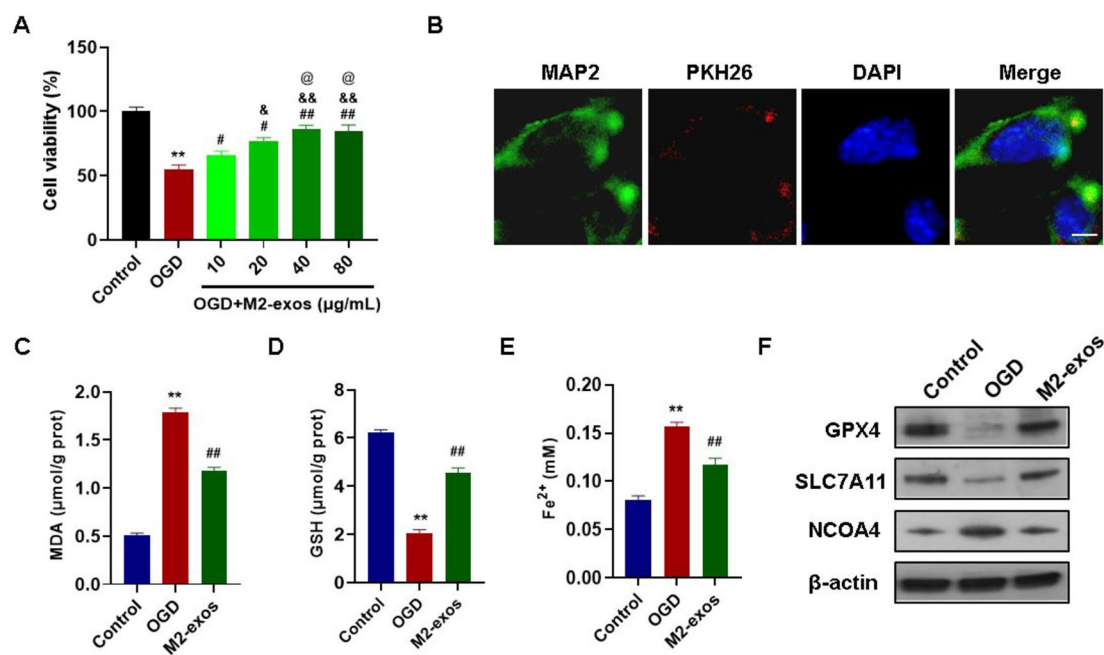 A
Cell viability (%)
150
100
50
0
**
#
&
#
@
&&
##
@
&&
##
Control
OGD
10
20
40
80
OGD+M2-exos (µg/mL)
B
MAP2
PKH26
DAPI
Merge
C
MDA (µmol/g prot)
2.0
1.5
1.0
0.5
0.0
**
##
Control
OGD
M2-exos
D
GSH (µmol/g prot)
8
6
4
2
0
**
##
Control
OGD
M2-exos
E
Fe²⁺ (mM)
0.20
0.15
0.10
0.05
0.00
**
##
Control
OGD
M2-exos
F
Control
OGD
M2-exos
GPX4
SLC7A11
NCOA4
β-actin